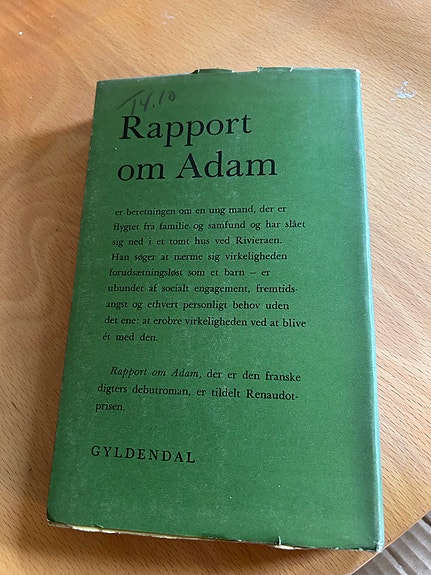 T4.10
Rapport
om Adam
er beretningen om en ung mand, der er
flygtet fra familie og samfund og har slået
sig ned i et tomt hus ved Rivieraen.
Han søger at nærme sig virkeligheden
forudsætningsløst som et barn – er
ubundet af socialt engagement, fremtids-
angst og ethvert personligt behov uden
det ene: at erobre virkeligheden ved at blive
ét med den.
Rapport om Adam, der er den franske
digters debutroman, er tildelt Renaudot-
prisen.
GYLDENDAL